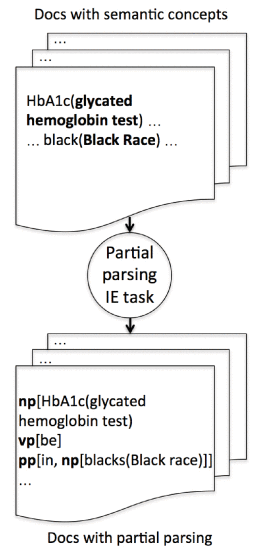 Docs with semantic concepts
...
...
HbA1c(glycated
hemoglobin test) ...
... black(Black Race) ...
Partial
parsing
IE task
...
...
np[HbA1c(glycated
hemoglobin test)
vp[be]
pp[in, np[blacks(Black race)]]
...
Docs with partial parsing